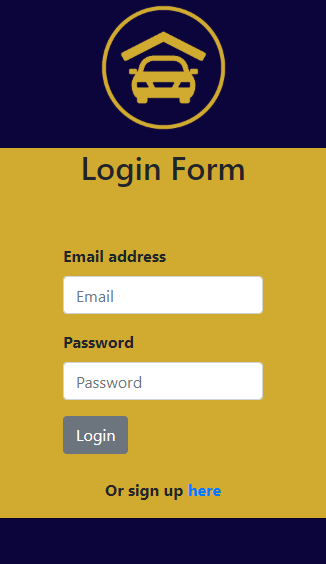 Login Form
Email address
Email
Password
Password
Login
Or sign up here